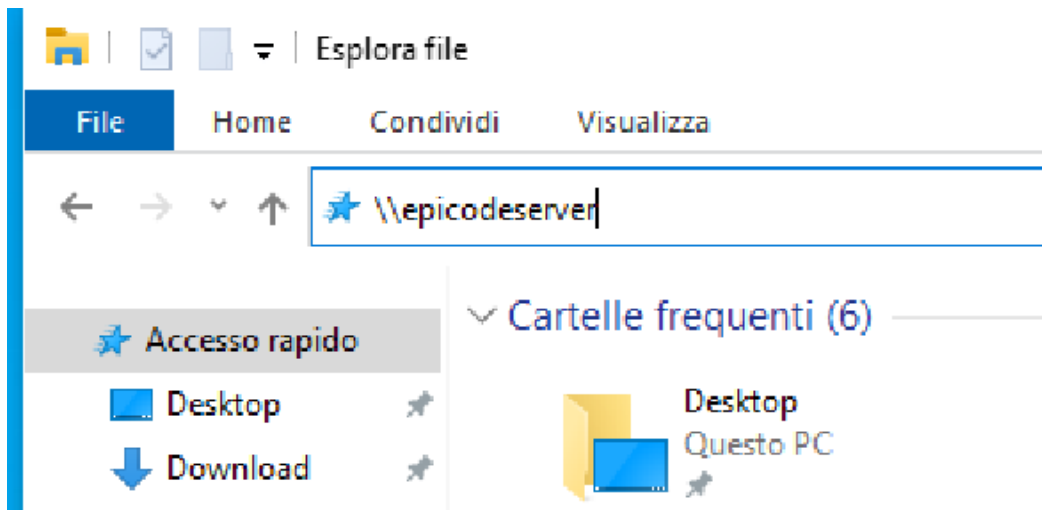 Esplora file
File Home Condividi Visualizza
\\epicodeserver
Cartelle frequenti (6)
Accesso rapido
Desktop
Desktop
Questo PC
Download